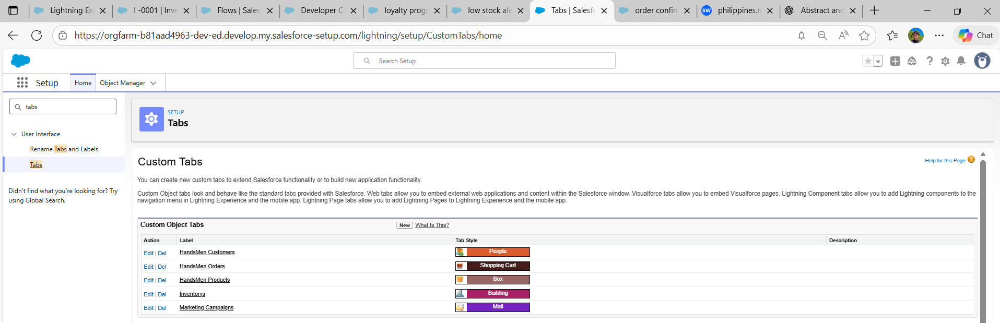 Lightning Ex
I -0001 | Inve
Flows | Sales
Developer C
loyalty prog
low stock ale
Tabs | Salesf
order confir
SW
philippines.
Abstract and
https://orgfarm-b81aad4963-dev-ed.develop.my.salesforce-setup.com/lightning/setup/CustomTabs/home
Chat
Search Setup
Setup
Home
Object Manager
tabs
User Interface
Rename Tabs and Labels
Tabs
Didn't find what you're looking for? Try
using Global Search.
SETUP
Tabs
Custom Tabs
Help for this Page
You can create new custom tabs to extend Salesforce functionality or to build new application functionality.
Custom Object tabs look and behave like the standard tabs provided with Salesforce. Web tabs allow you to embed external web applications and content within the Salesforce window. Visualforce tabs allow you to embed Visualforce pages. Lightning Component tabs allow you to add Lightning components to the
navigation menu in Lightning Experience and the mobile app. Lightning Page tabs allow you to add Lightning Pages to Lightning Experience and the mobile app.
Custom Object Tabs
New What Is This?
Action Label Tab Style Description
Edit | Del HandsMen Customers People
Edit | Del HandsMen Orders Shopping Cart
Edit | Del HandsMen Products Box
Edit | Del Inventorys Building
Edit | Del Marketing Campaigns Mail